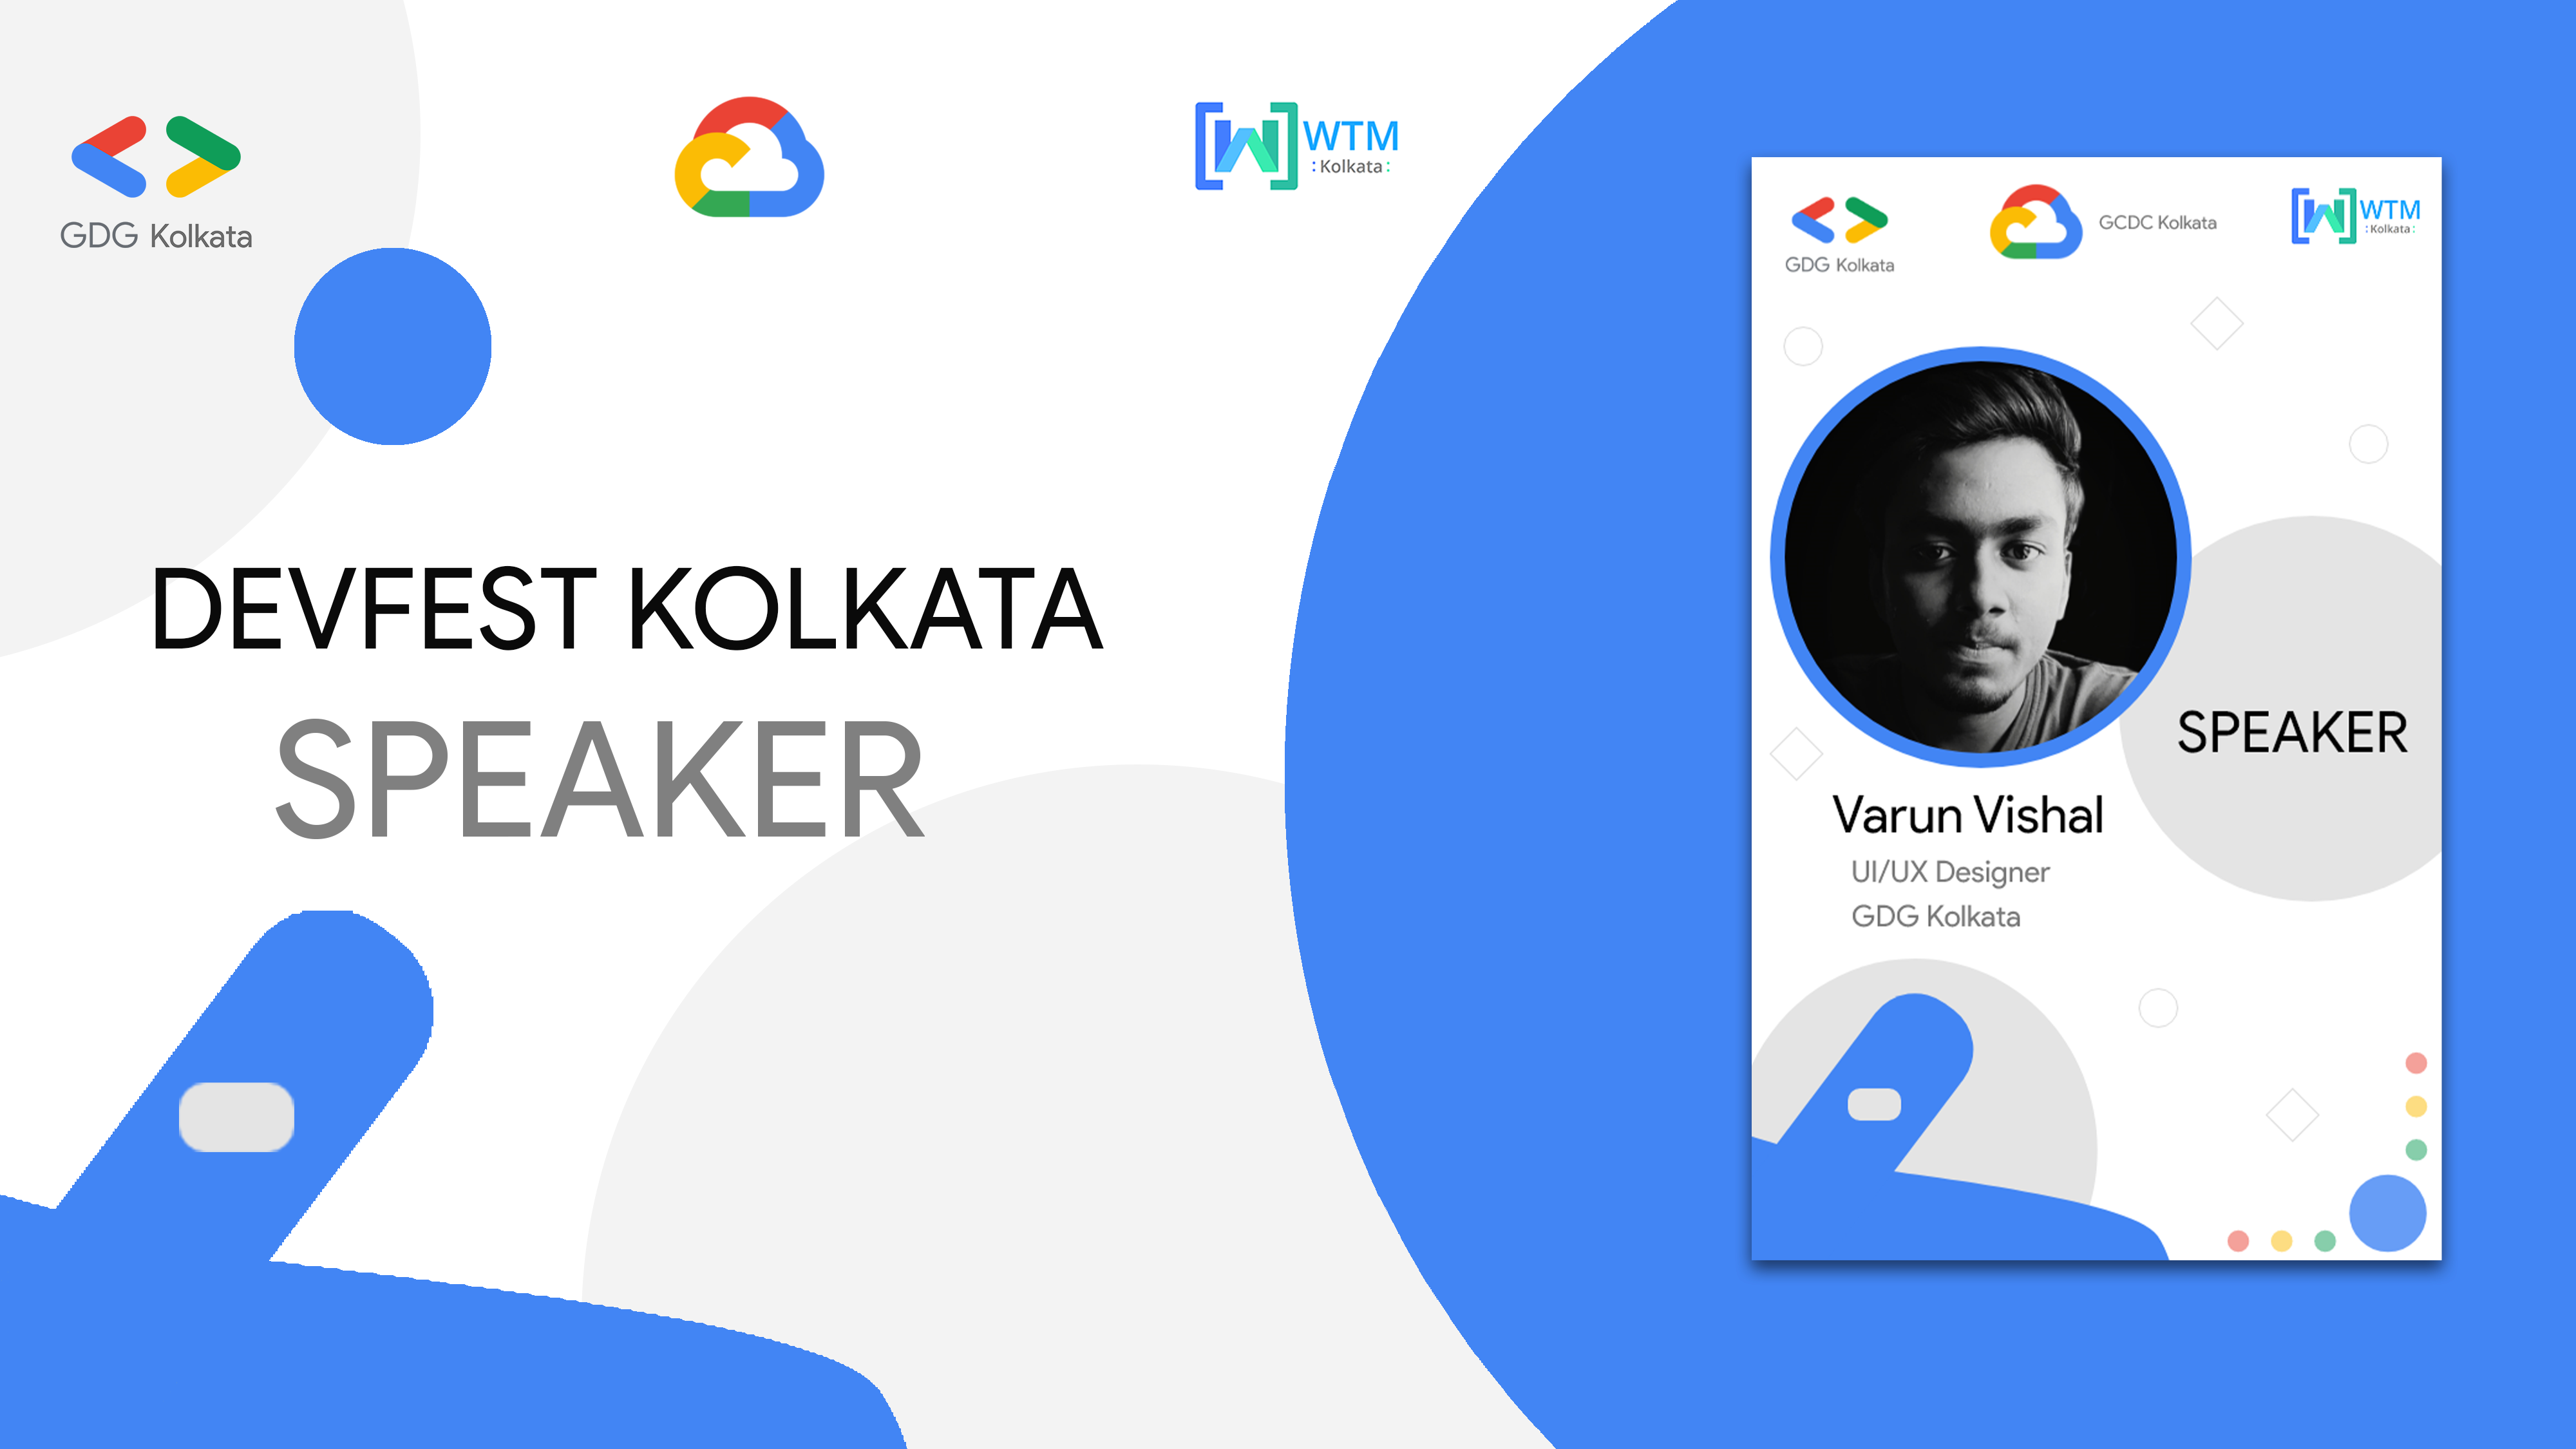 GDG Kolkata
WTM
: Kolkata :
DEVFEST KOLKATA
SPEAKER
GDG Kolkata
GCDC Kolkata
WTM
: Kolkata :
SPEAKER
Varun Vishal
UI/UX Designer
GDG Kolkata